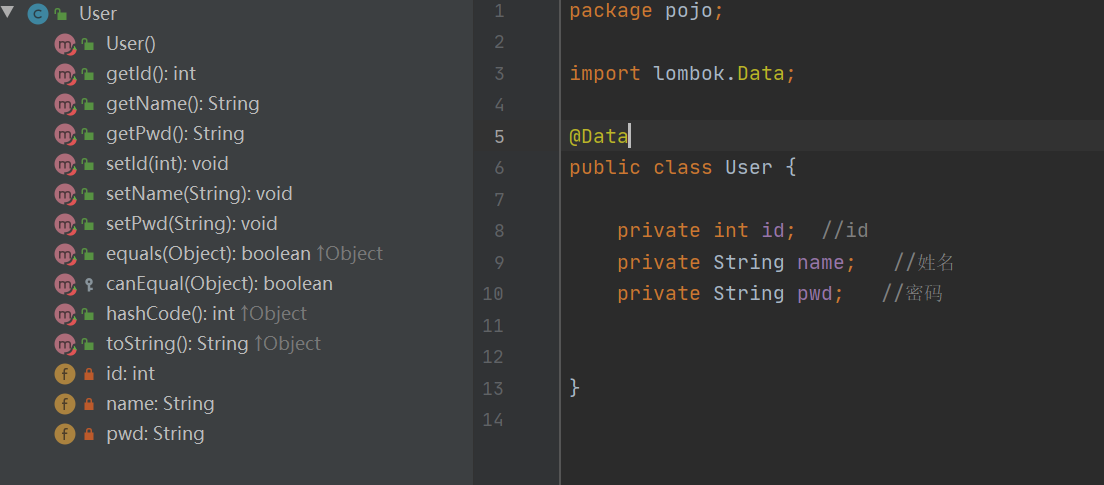 User
User()
getId(): int
getName(): String
getPwd(): String
setId(int): void
setName(String): void
setPwd(String): void
equals(Object): boolean ↑Object
canEqual(Object): boolean
hashCode(): int ↑Object
toString(): String ↑Object
id: int
name: String
pwd: String
1 package pojo;
2
3 import lombok.Data;
4
5 @Data
6 public class User {
7
8 private int id; //id
9 private String name; //姓名
10 private String pwd; //密码
11
12
13 }
14